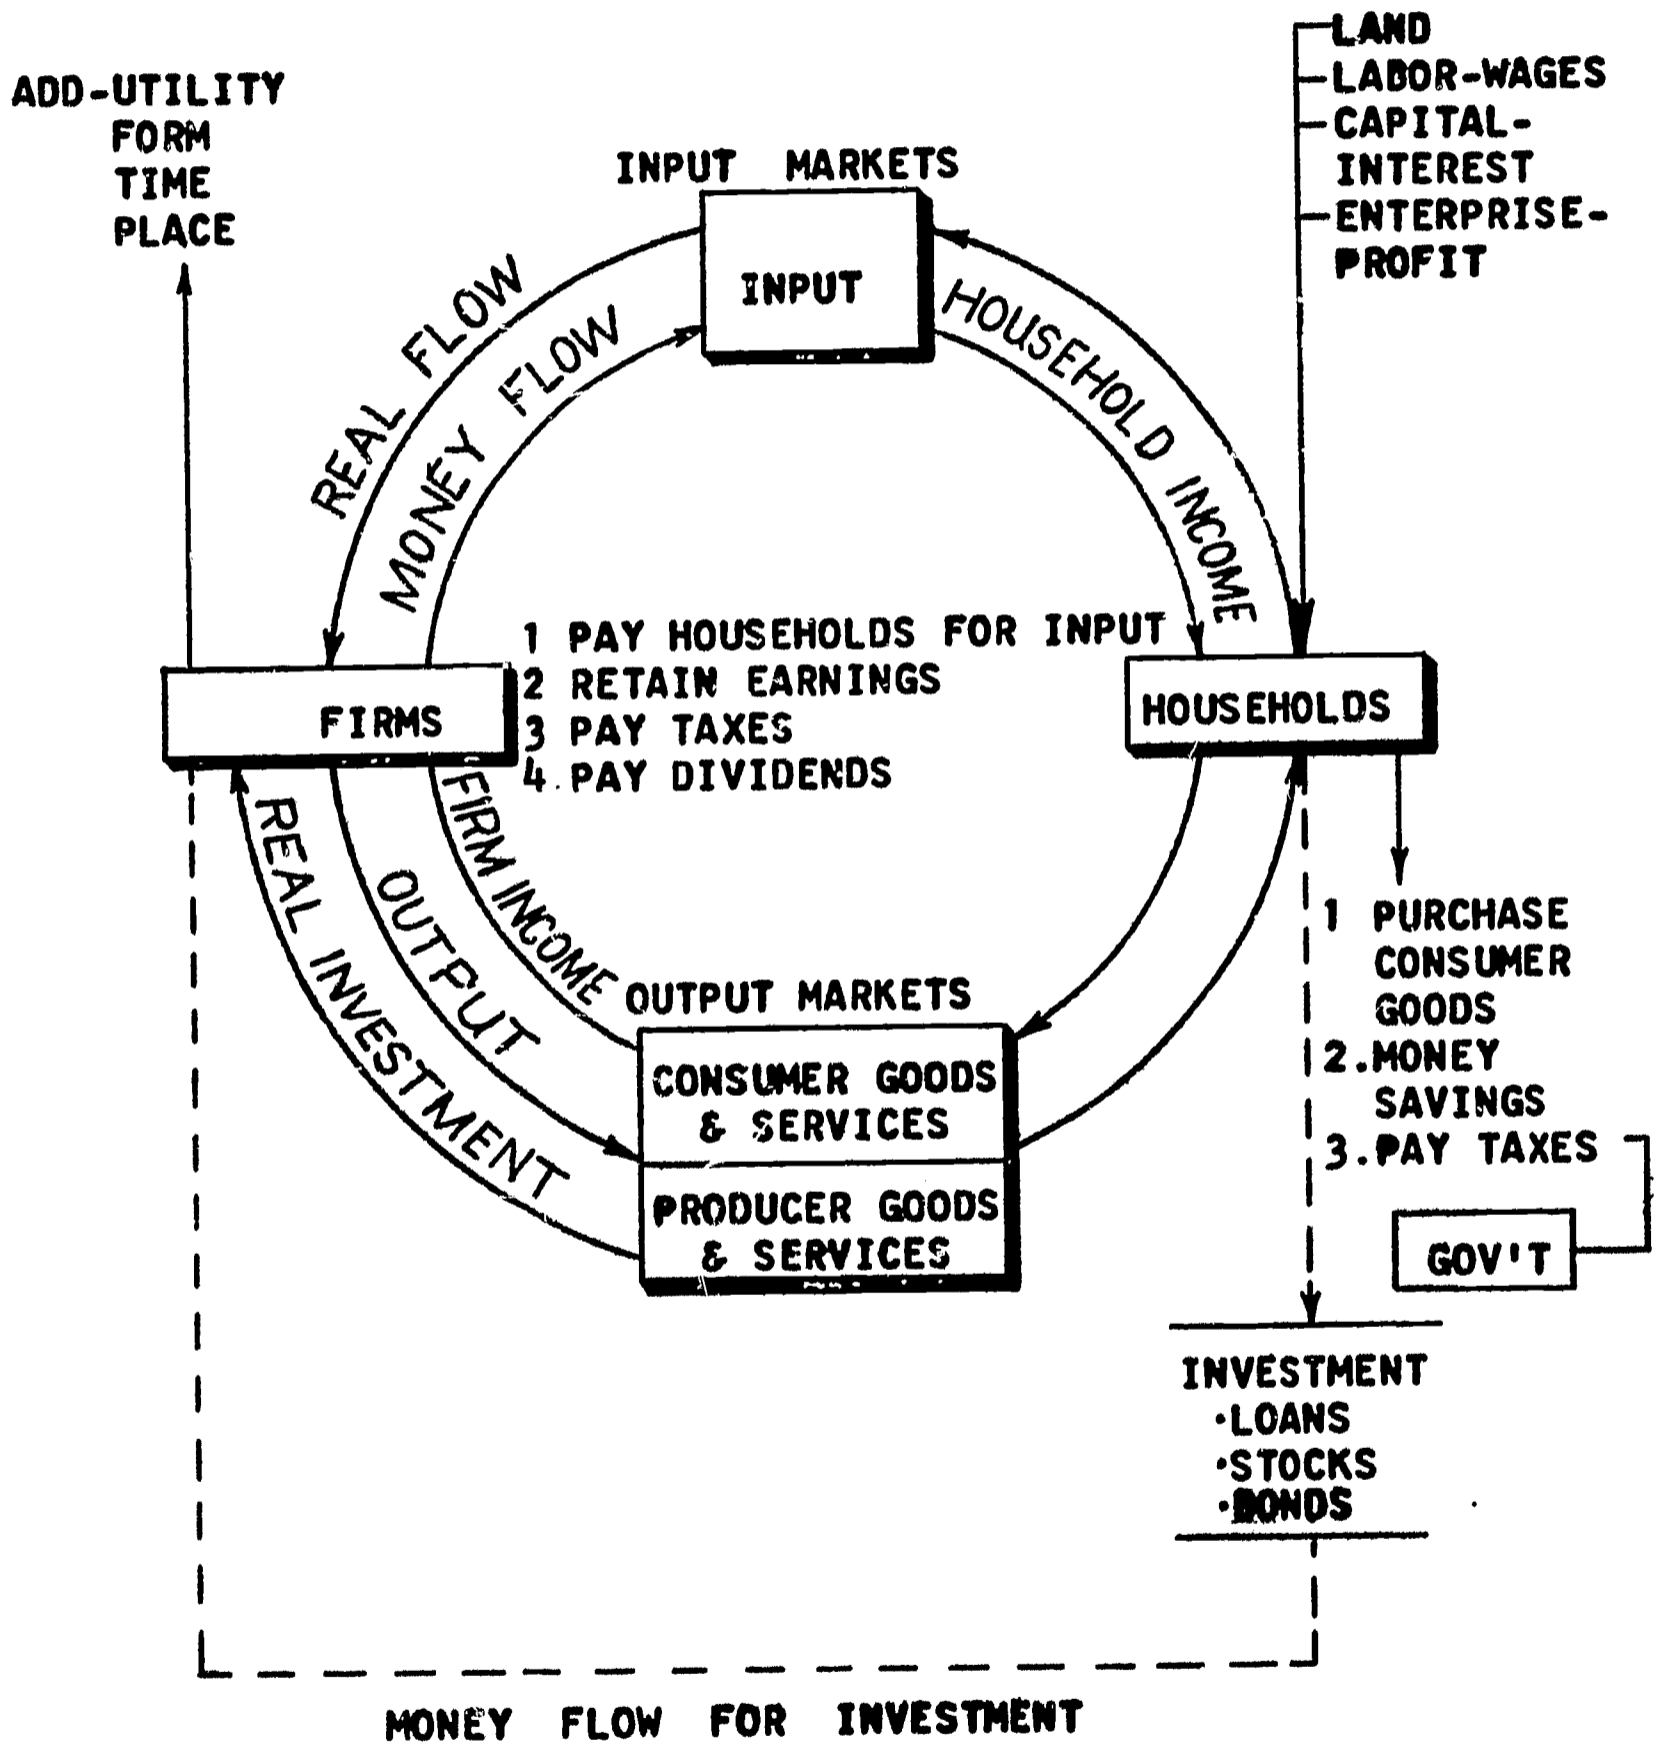 LAND
LABOR-WAGES
CAPITAL-
INTEREST
ENTERPRISE-
PROFIT
ADD-UTILITY
FORM
TIME
PLACE
INPUT MARKETS
INPUT
REAL FLOW
MONEY FLOW
HOUSEHOLD INCOME
1 PAY HOUSEHOLDS FOR INPUT
2 RETAIN EARNINGS
3 PAY TAXES
4. PAY DIVIDENDS
FIRMS
HOUSEHOLDS
FIRM INCOME
OUTPUT
REAL INVESTMENT
OUTPUT MARKETS
CONSUMER GOODS
& SERVICES
PRODUCER GOODS
& SERVICES
1 PURCHASE
CONSUMER
GOODS
2. MONEY
SAVINGS
3. PAY TAXES
GOV'T
INVESTMENT
•LOANS
•STOCKS
•BONDS
MONEY FLOW FOR INVESTMENT